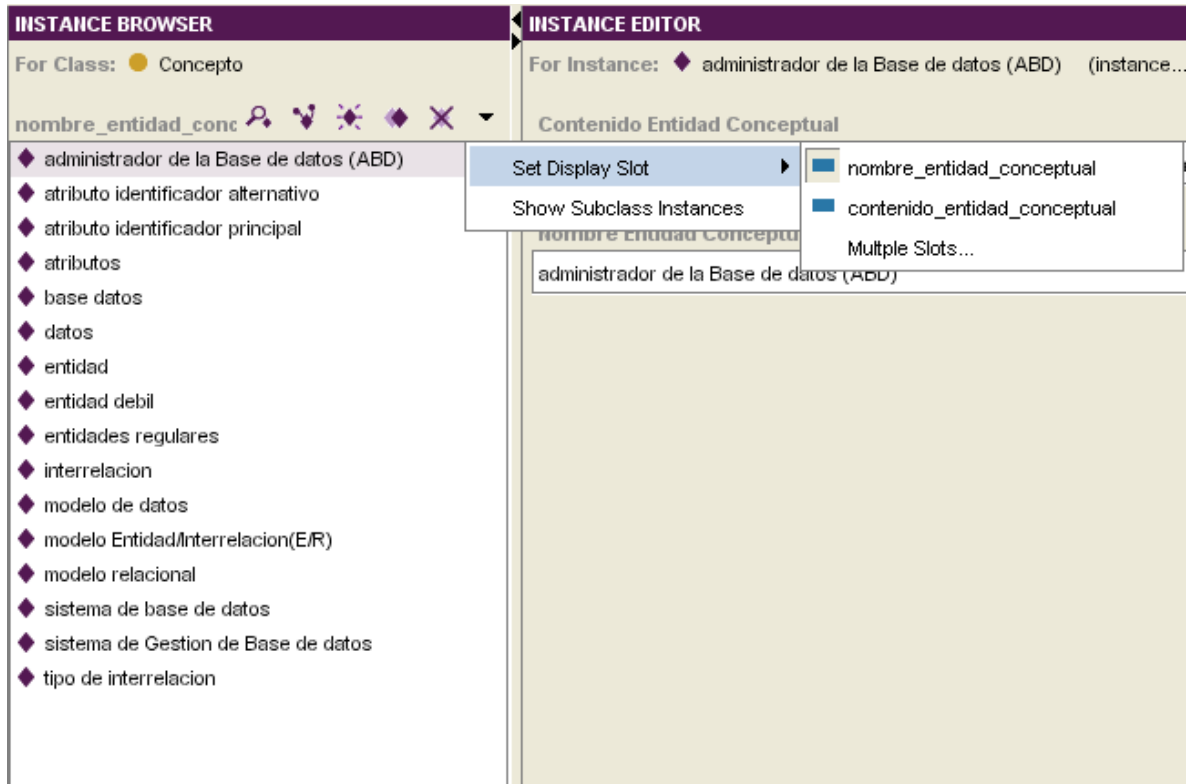 INSTANCE BROWSER
For Class: Concepto
nombre_entidad_conc
administrador de la Base de datos (ABD)
atributo identificador alternativo
atributo identificador principal
atributos
base datos
datos
entidad
entidad debil
entidades regulares
interrelacion
modelo de datos
modelo Entidad/Interrelacion(E/R)
modelo relacional
sistema de base de datos
sistema de Gestion de Base de datos
tipo de interrelacion
INSTANCE EDITOR
For Instance: administrador de la Base de datos (ABD) (instance...
Contenido Entidad Conceptual
Set Display Slot
Show Subclass Instances
nombre_entidad_conceptual
contenido_entidad_conceptual
Multple Slots...
Nombre Entidad Conceptu
administrador de la Base de datos (ABD)